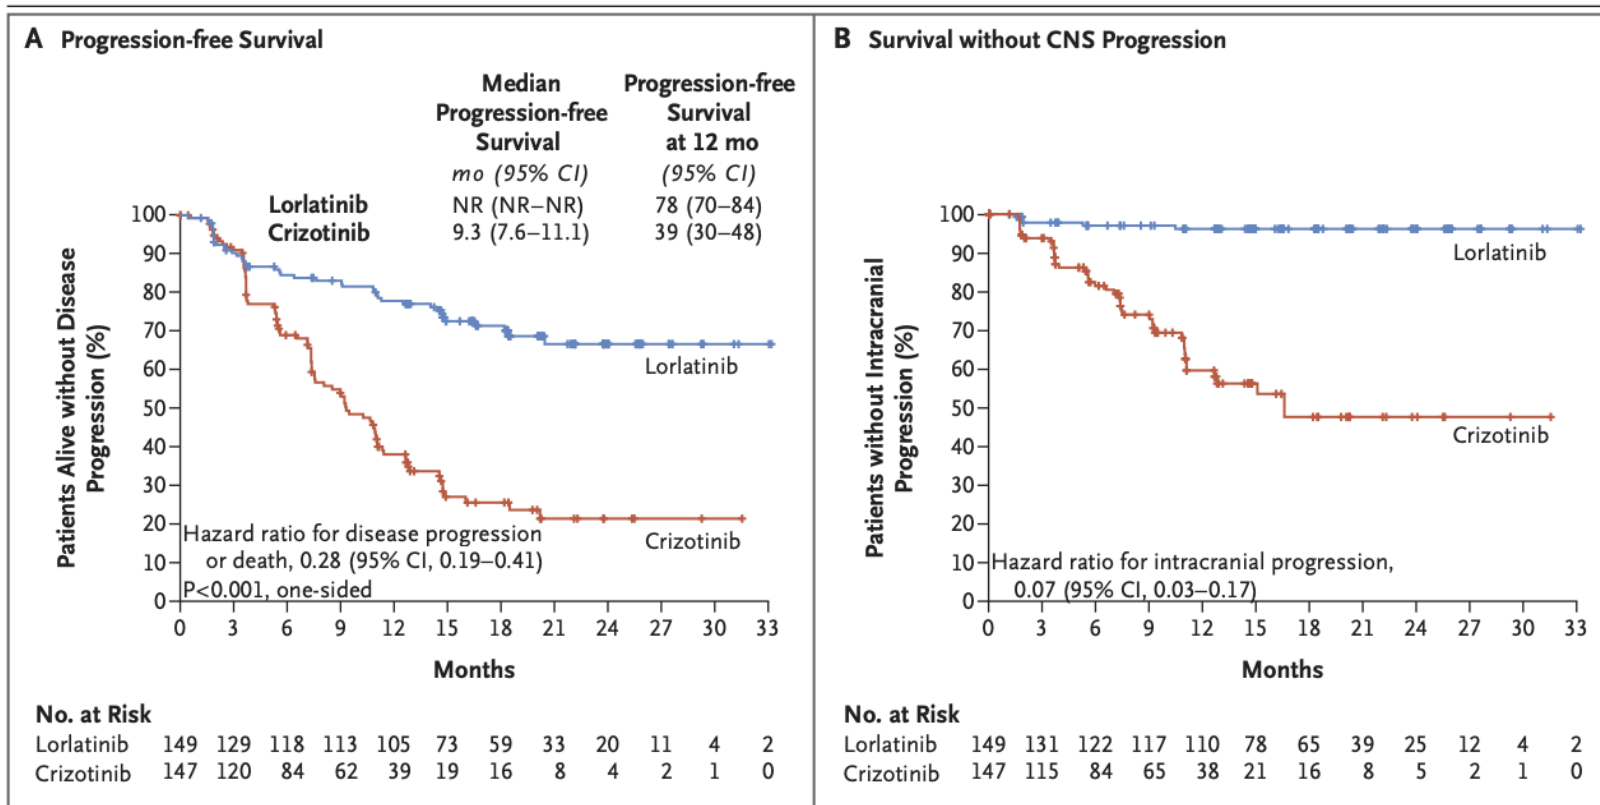 A Progression-free Survival
Median Progression-free Survival
mo (95% CI)
Progression-free Survival at 12 mo
(95% CI)
Lorlatinib NR (NR–NR) 78 (70–84)
Crizotinib 9.3 (7.6–11.1) 39 (30–48)
Patients Alive without Disease
Progression (%)
100
90
80
70
60
50
40
30
20
10
0
Lorlatinib
Crizotinib
Hazard ratio for disease progression
or death, 0.28 (95% CI, 0.19–0.41)
P<0.001, one-sided
0 3 6 9 12 15 18 21 24 27 30 33
Months
No. at Risk
Lorlatinib 149 129 118 113 105 73 59 33 20 11 4 2
Crizotinib 147 120 84 62 39 19 16 8 4 2 1 0
B Survival without CNS Progression
Patients without Intracranial
Progression (%)
100
90
80
70
60
50
40
30
20
10
0
Lorlatinib
Crizotinib
Hazard ratio for intracranial progression,
0.07 (95% CI, 0.03–0.17)
0 3 6 9 12 15 18 21 24 27 30 33
Months
No. at Risk
Lorlatinib 149 131 122 117 110 78 65 39 25 12 4 2
Crizotinib 147 115 84 65 38 21 16 8 5 2 1 0